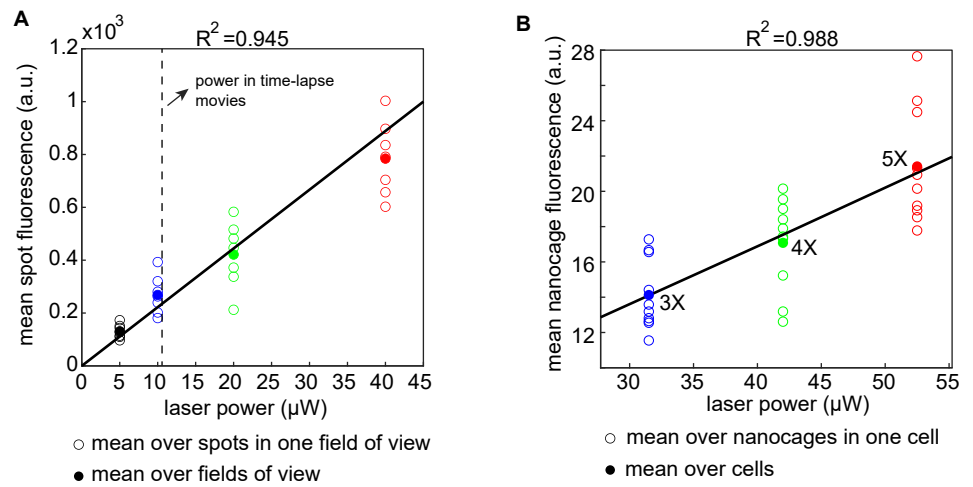 A
×10³
R² =0.945
mean spot fluorescence (a.u.)
1.2
1
0.8
0.6
0.4
0.2
0
power in time-lapse
movies
0 5 10 15 20 25 30 35 40 45
laser power (µW)
○ mean over spots in one field of view
● mean over fields of view
B
R² =0.988
mean nanocage fluorescence (a.u.)
28
24
20
16
12
5X
4X
3X
30 35 40 45 50 55
laser power (µW)
○ mean over nanocages in one cell
● mean over cells